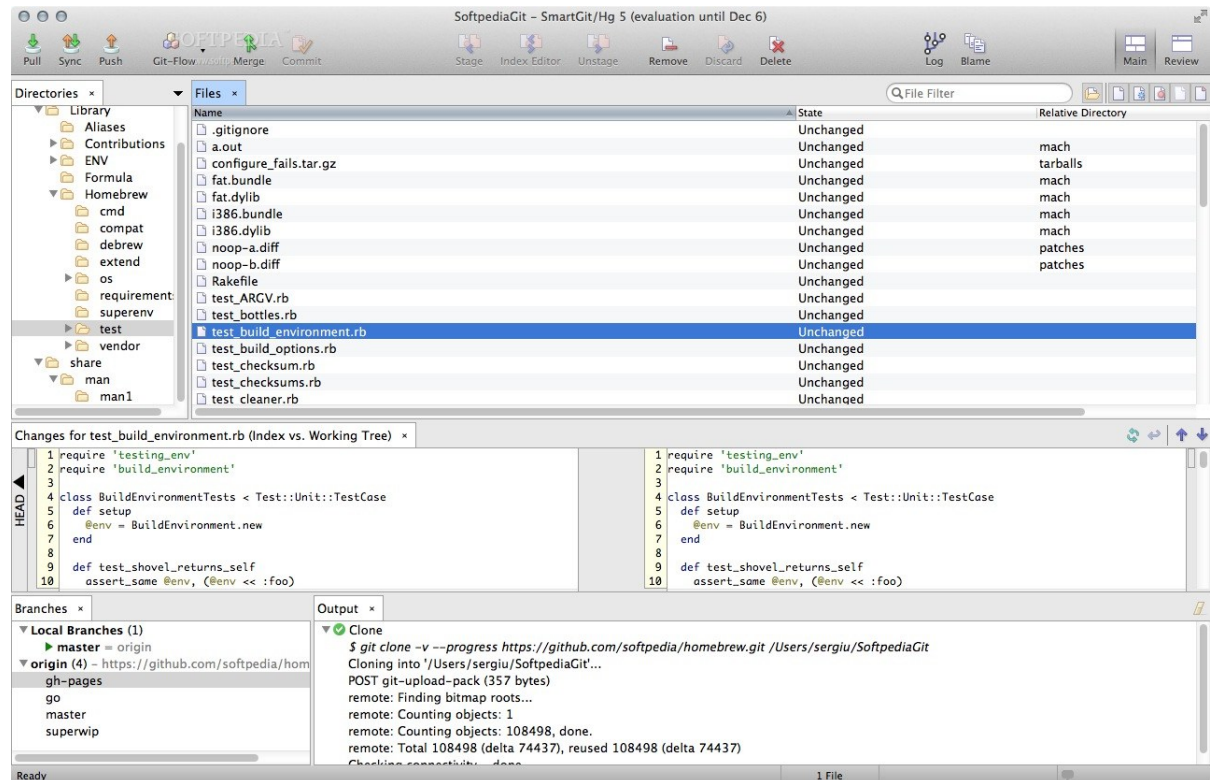 SoftpediaGit - SmartGit/Hg 5 (evaluation until Dec 6)
SOFTPEDIA
Pull Sync Push Git-Flow Merge Commit Stage Index Editor Unstage Remove Discard Delete Log Blame Main Review
Directories
Library
Aliases
Contributions
ENV
Formula
Homebrew
cmd
compat
debrew
extend
os
requirement
superenv
test
vendor
share
man
man1
Files File Filter
Name State Relative Directory
.gitignore Unchanged
a.out Unchanged mach
configure_fails.tar.gz Unchanged tarballs
fat.bundle Unchanged mach
fat.dylib Unchanged mach
i386.bundle Unchanged mach
i386.dylib Unchanged mach
noop-a.diff Unchanged patches
noop-b.diff Unchanged patches
Rakefile Unchanged
test_ARGV.rb Unchanged
test_bottles.rb Unchanged
test_build_environment.rb Unchanged
test_build_options.rb Unchanged
test_checksum.rb Unchanged
test_checksums.rb Unchanged
test_cleaner.rb Unchanged
Changes for test_build_environment.rb (Index vs. Working Tree)
HEAD
1 require 'testing_env'
2 require 'build_environment'
3
4 class BuildEnvironmentTests < Test::Unit::TestCase
5 def setup
6 @env = BuildEnvironment.new
7 end
8
9 def test_shovel_returns_self
10 assert_same @env, (@env << :foo)
1 require 'testing_env'
2 require 'build_environment'
3
4 class BuildEnvironmentTests < Test::Unit::TestCase
5 def setup
6 @env = BuildEnvironment.new
7 end
8
9 def test_shovel_returns_self
10 assert_same @env, (@env << :foo)
Branches
Local Branches (1)
master = origin
origin (4) - https://github.com/softpedia/hom
gh-pages
go
master
superwip
Output
Clone
$ git clone -v --progress https://github.com/softpedia/homebrew.git /Users/sergiu/SoftpediaGit
Cloning into '/Users/sergiu/SoftpediaGit'...
POST git-upload-pack (357 bytes)
remote: Finding bitmap roots...
remote: Counting objects: 1
remote: Counting objects: 108498, done.
remote: Total 108498 (delta 74437), reused 108498 (delta 74437)
Checking connectivity... done
Ready 1 File